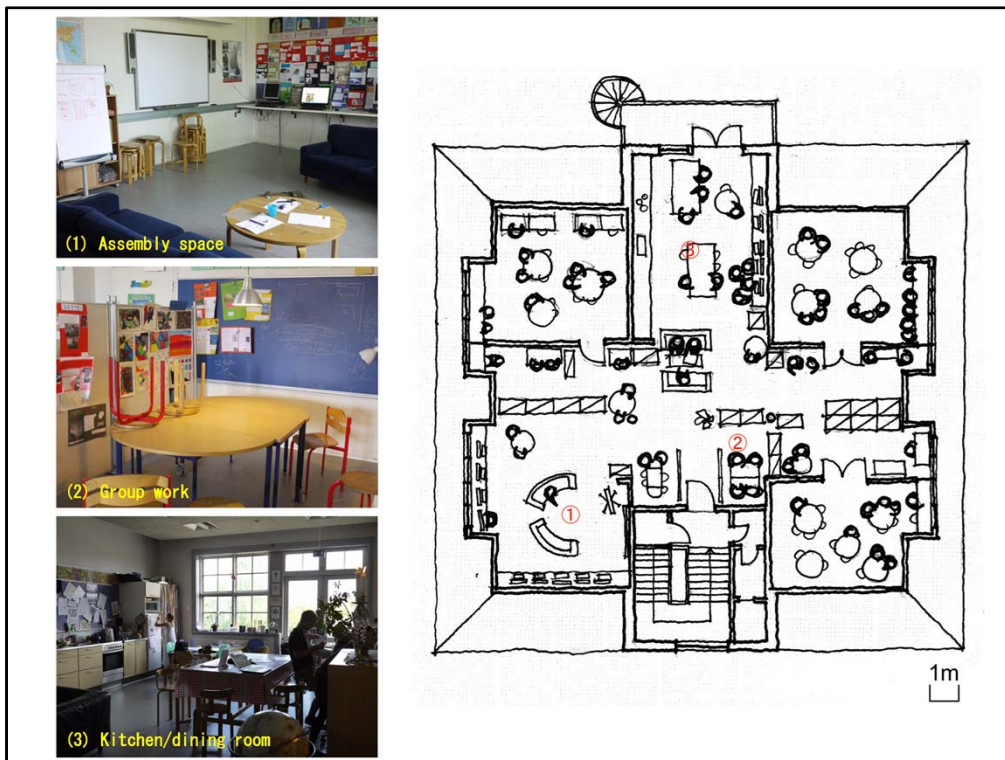 (1) Assembly space
(2) Group work
(3) Kitchen/dining room
③
②
①
1m